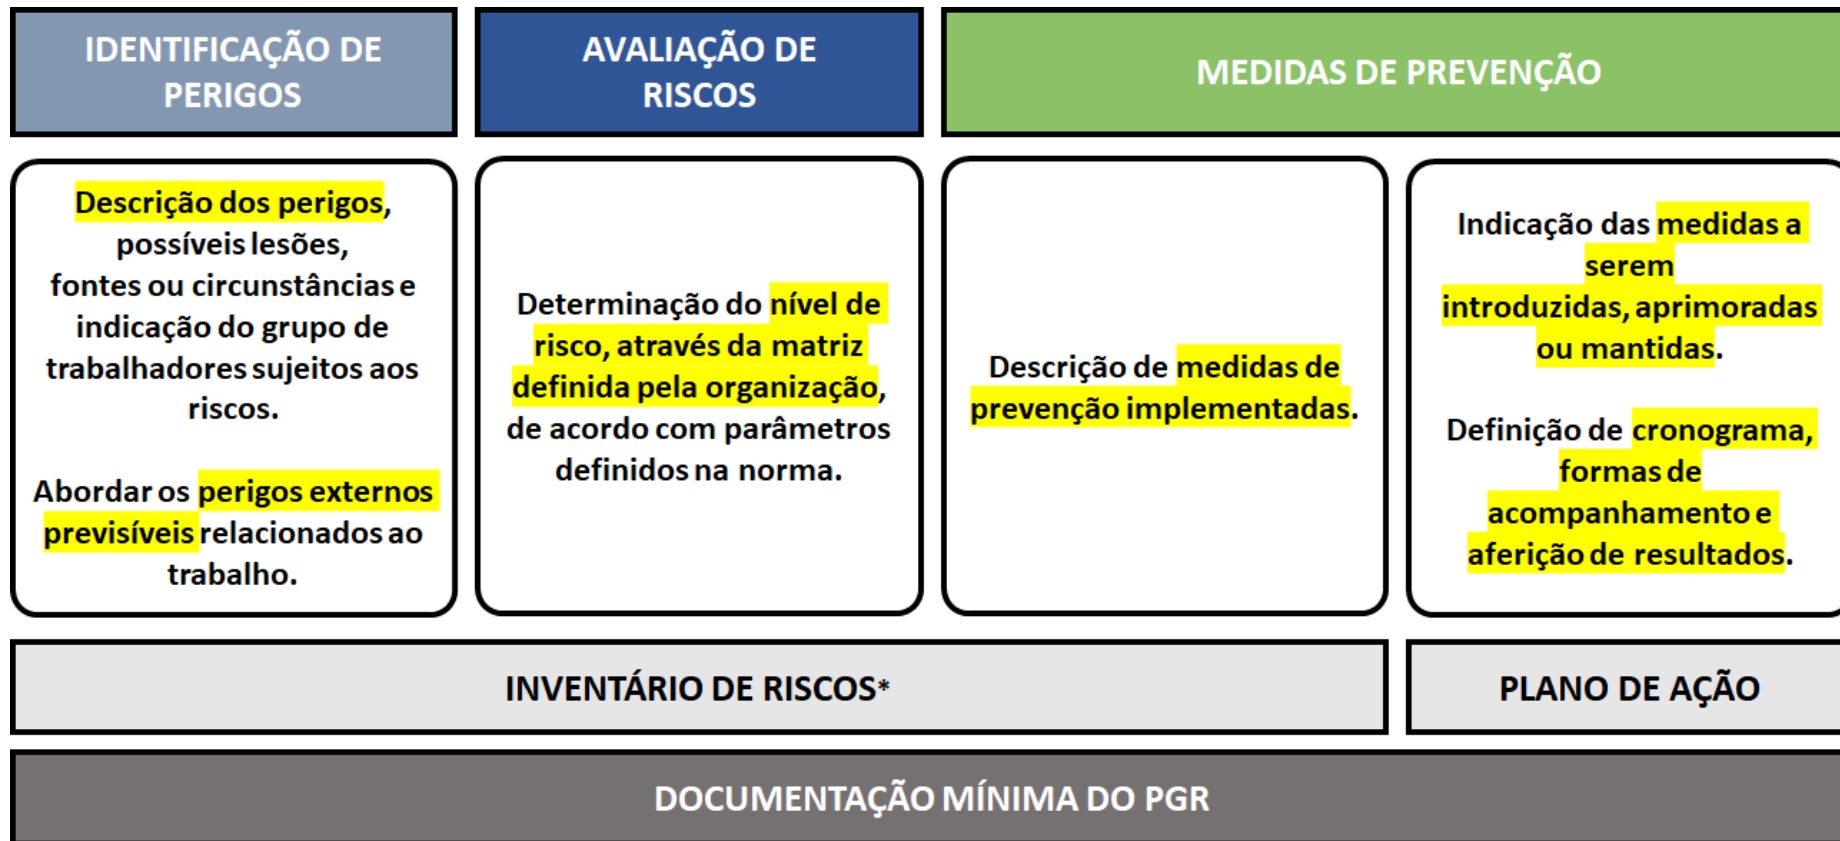 IDENTIFICAÇÃO DE
PERIGOS
AVALIAÇÃO DE
RISCOS
MEDIDAS DE PREVENÇÃO
Descrição dos perigos,
possíveis lesões,
fontes ou circunstâncias e
indicação do grupo de
trabalhadores sujeitos aos
riscos.
Abordar os perigos externos
previsíveis relacionados ao
trabalho.
Determinação do nível de
risco, através da matriz
definida pela organização,
de acordo com parâmetros
definidos na norma.
Descrição de medidas de
prevenção implementadas.
Indicação das medidas a
serem
introduzidas, aprimoradas
ou mantidas.
Definição de cronograma,
formas de
acompanhamento e
aferição de resultados.
INVENTÁRIO DE RISCOS*
PLANO DE AÇÃO
DOCUMENTAÇÃO MÍNIMA DO PGR